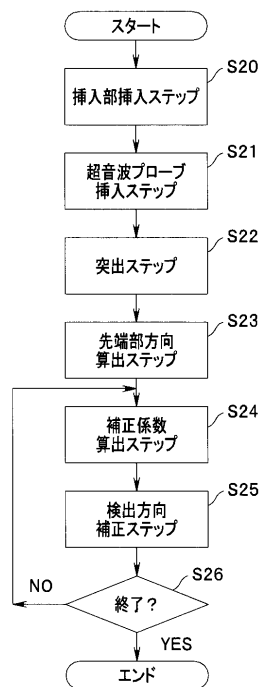 スタート
S20
挿入部挿入ステップ
S21
超音波プローブ
挿入ステップ
S22
突出ステップ
S23
先端部方向
算出ステップ
S24
補正係数
算出ステップ
S25
検出方向
補正ステップ
S26
終了?
NO
YES
エンド